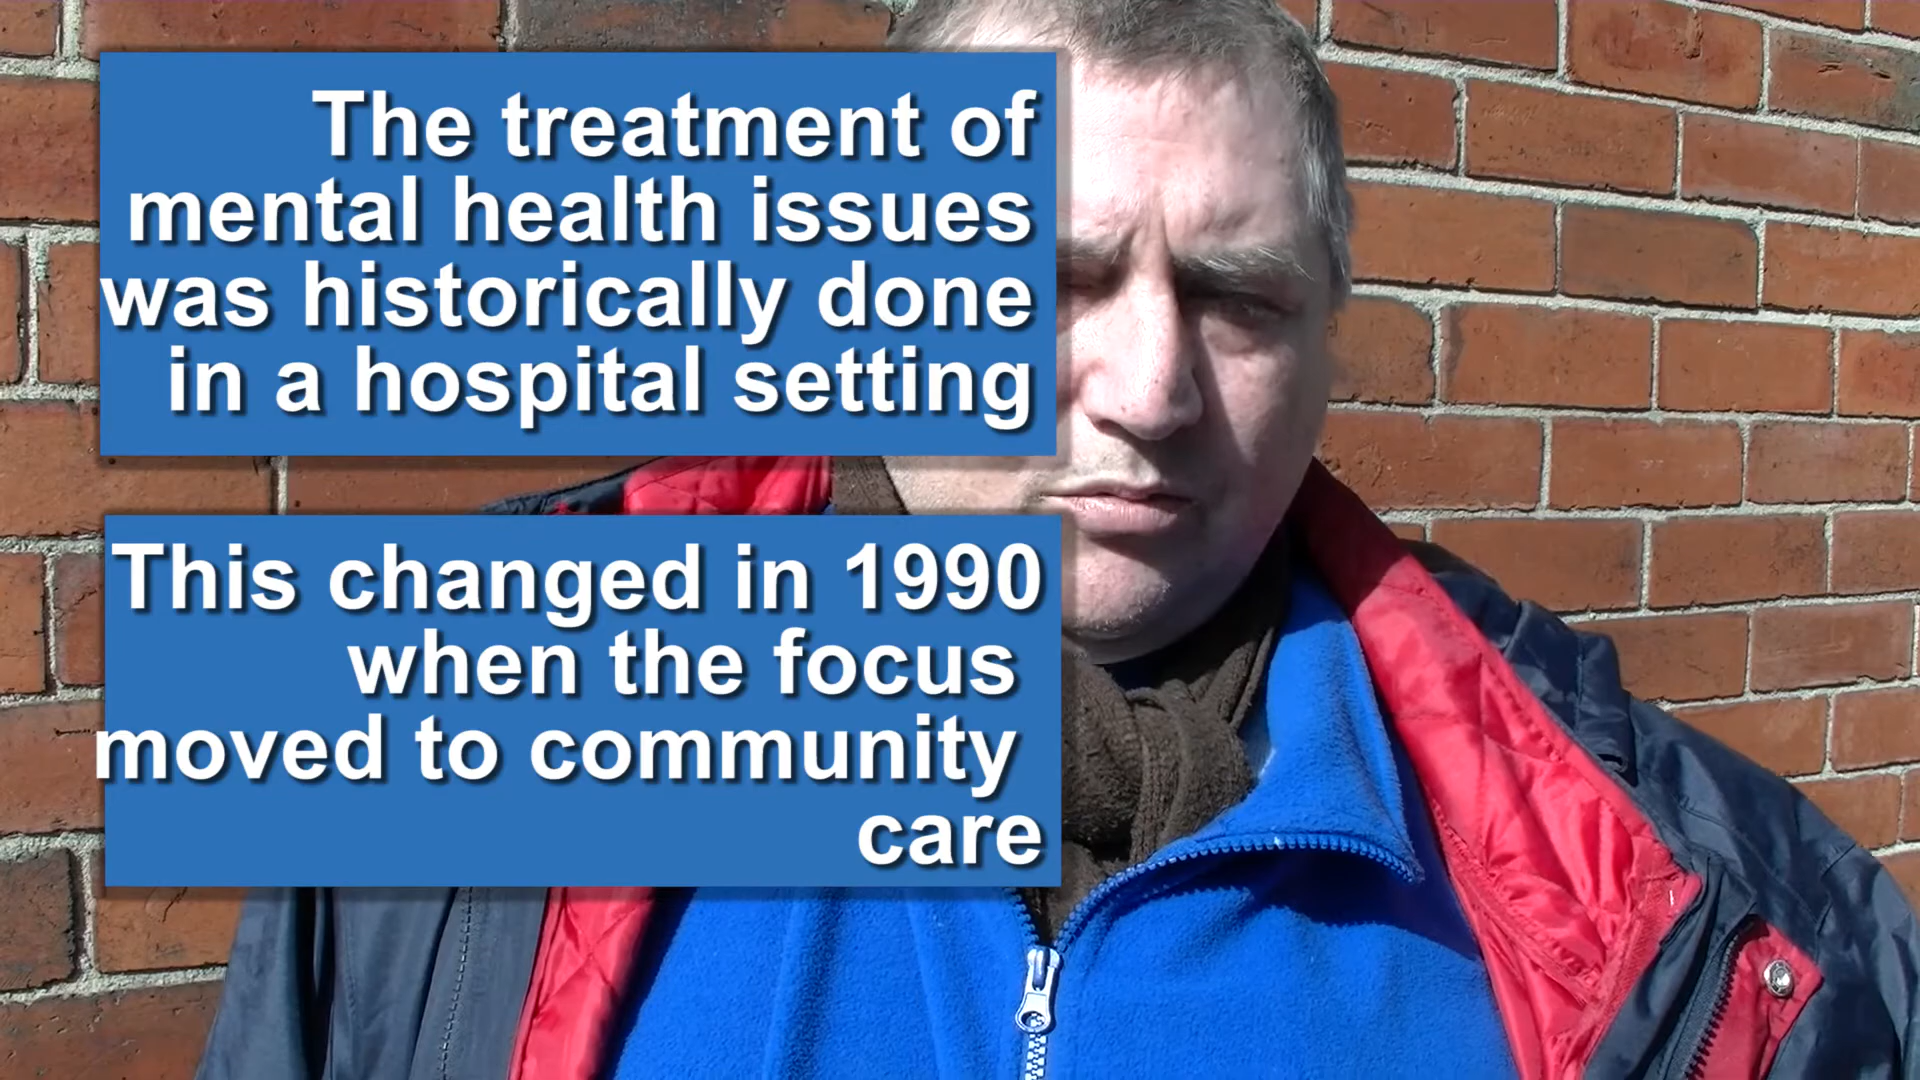 The treatment of
mental health issues
was historically done
in a hospital setting
This changed in 1990
when the focus
moved to community
care